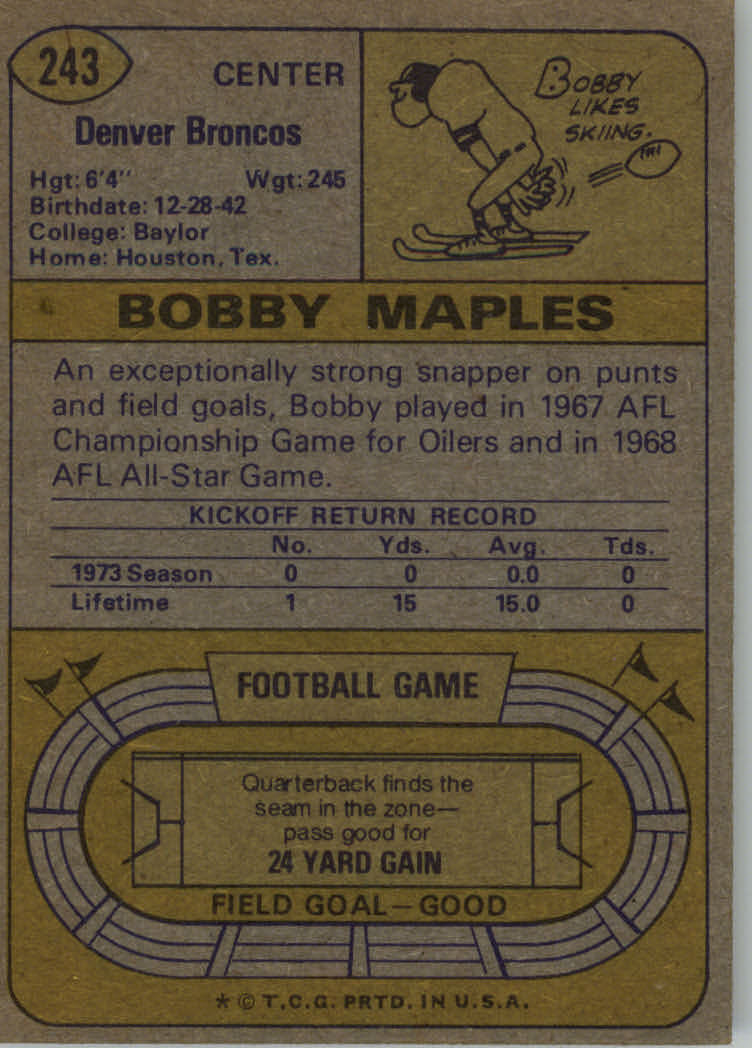 243
CENTER
Denver Broncos
Hgt: 6'4" Wgt: 245
Birthdate: 12-28-42
College: Baylor
Home: Houston, Tex.
BOBBY
LIKES
SKIING.
BOBBY MAPLES
An exceptionally strong snapper on punts
and field goals, Bobby played in 1967 AFL
Championship Game for Oilers and in 1968
AFL All-Star Game.
KICKOFF RETURN RECORD
No. Yds. Avg. Tds.
1973 Season 0 0 0.0 0
Lifetime 1 15 15.0 0
FOOTBALL GAME
Quarterback finds the
seam in the zone—
pass good for
24 YARD GAIN
FIELD GOAL—GOOD
* © T.C.G. PRTD. IN U.S.A.